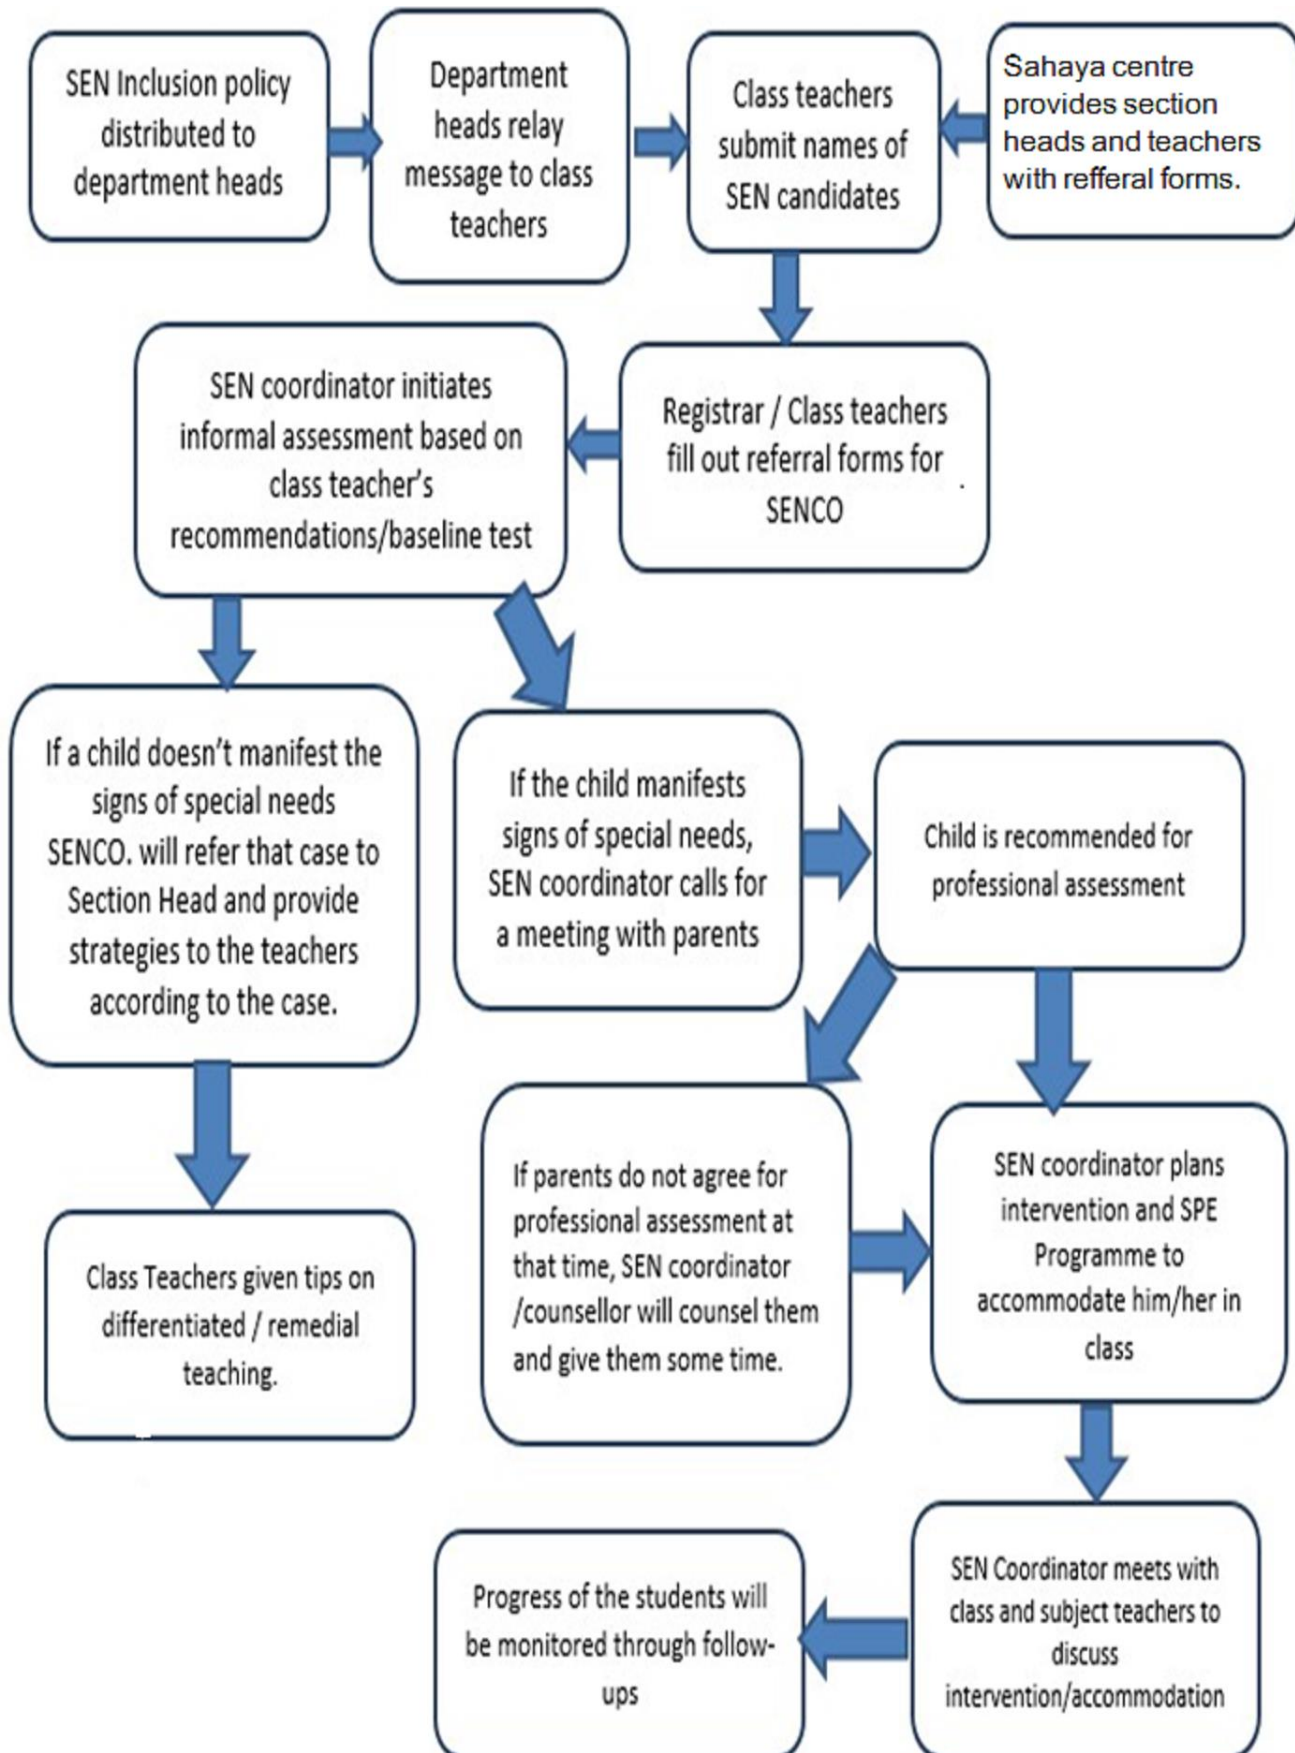 SEN Inclusion policy
distributed to
department heads
Department
heads relay
message to class
teachers
Class teachers
submit names of
SEN candidates
Sahaya centre
provides section
heads and teachers
with refferal forms.
Registrar / Class teachers
fill out referral forms for
SENCO
.
SEN coordinator initiates
informal assessment based on
class teacher's
recommendations/baseline test
If a child doesn't manifest the
signs of special needs
SENCO. will refer that case to
Section Head and provide
strategies to the teachers
according to the case.
If the child manifests
signs of special needs,
SEN coordinator calls for
a meeting with parents
Child is recommended for
professional assessment
Class Teachers given tips on
differentiated / remedial
teaching.
If parents do not agree for
professional assessment at
that time, SEN coordinator
/counsellor will counsel them
and give them some time.
SEN coordinator plans
intervention and SPE
Programme to
accommodate him/her in
class
SEN Coordinator meets with
class and subject teachers to
discuss
intervention/accommodation
Progress of the students will
be monitored through follow-
ups